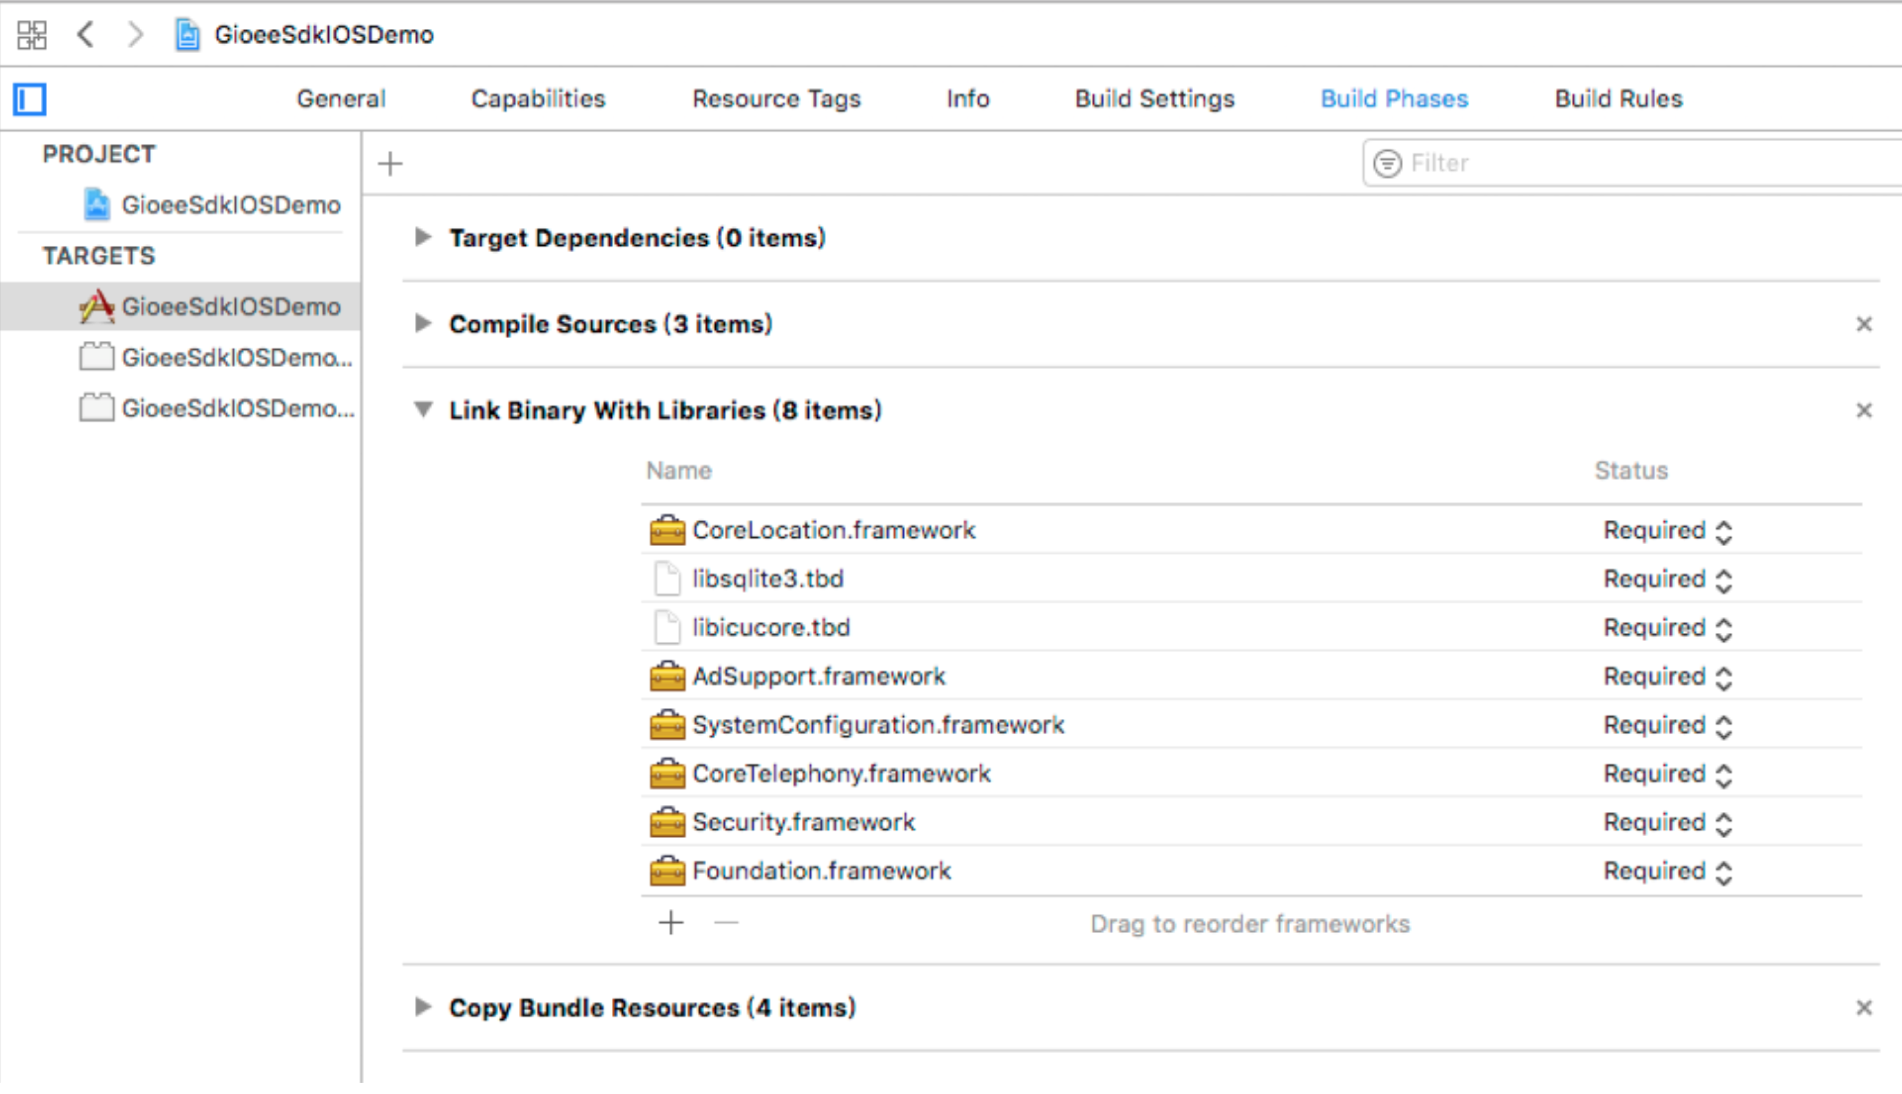 GioeeSdkIOSDemo
General Capabilities Resource Tags Info Build Settings Build Phases Build Rules
PROJECT
GioeeSdkIOSDemo
TARGETS
GioeeSdkIOSDemo
GioeeSdkIOSDemo...
GioeeSdkIOSDemo...
Filter
Target Dependencies (0 items)
Compile Sources (3 items)
Link Binary With Libraries (8 items)
Name Status
CoreLocation.framework Required
libsqlite3.tbd Required
libicucore.tbd Required
AdSupport.framework Required
SystemConfiguration.framework Required
CoreTelephony.framework Required
Security.framework Required
Foundation.framework Required
Drag to reorder frameworks
Copy Bundle Resources (4 items)